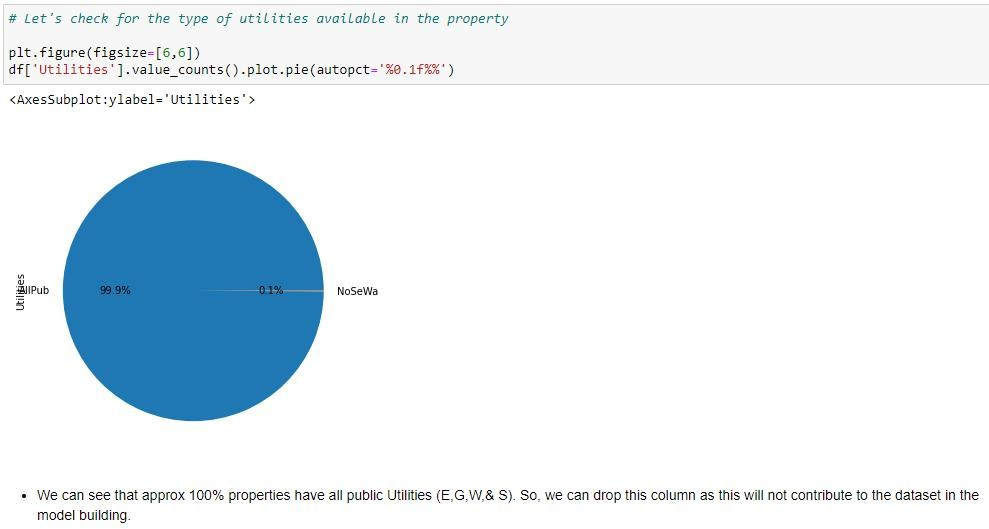 # Let's check for the type of utilities available in the property
plt.figure(figsize=[6,6])
df['Utilities'].value_counts().plot.pie(autopct='%0.1f%%')
<AxesSubplot:ylabel='Utilities'>
Utilities
AllPub
99.9%
0.1%
NoSeWa
• We can see that approx 100% properties have all public Utilities (E,G,W,& S). So, we can drop this column as this will not contribute to the dataset in the
model building.